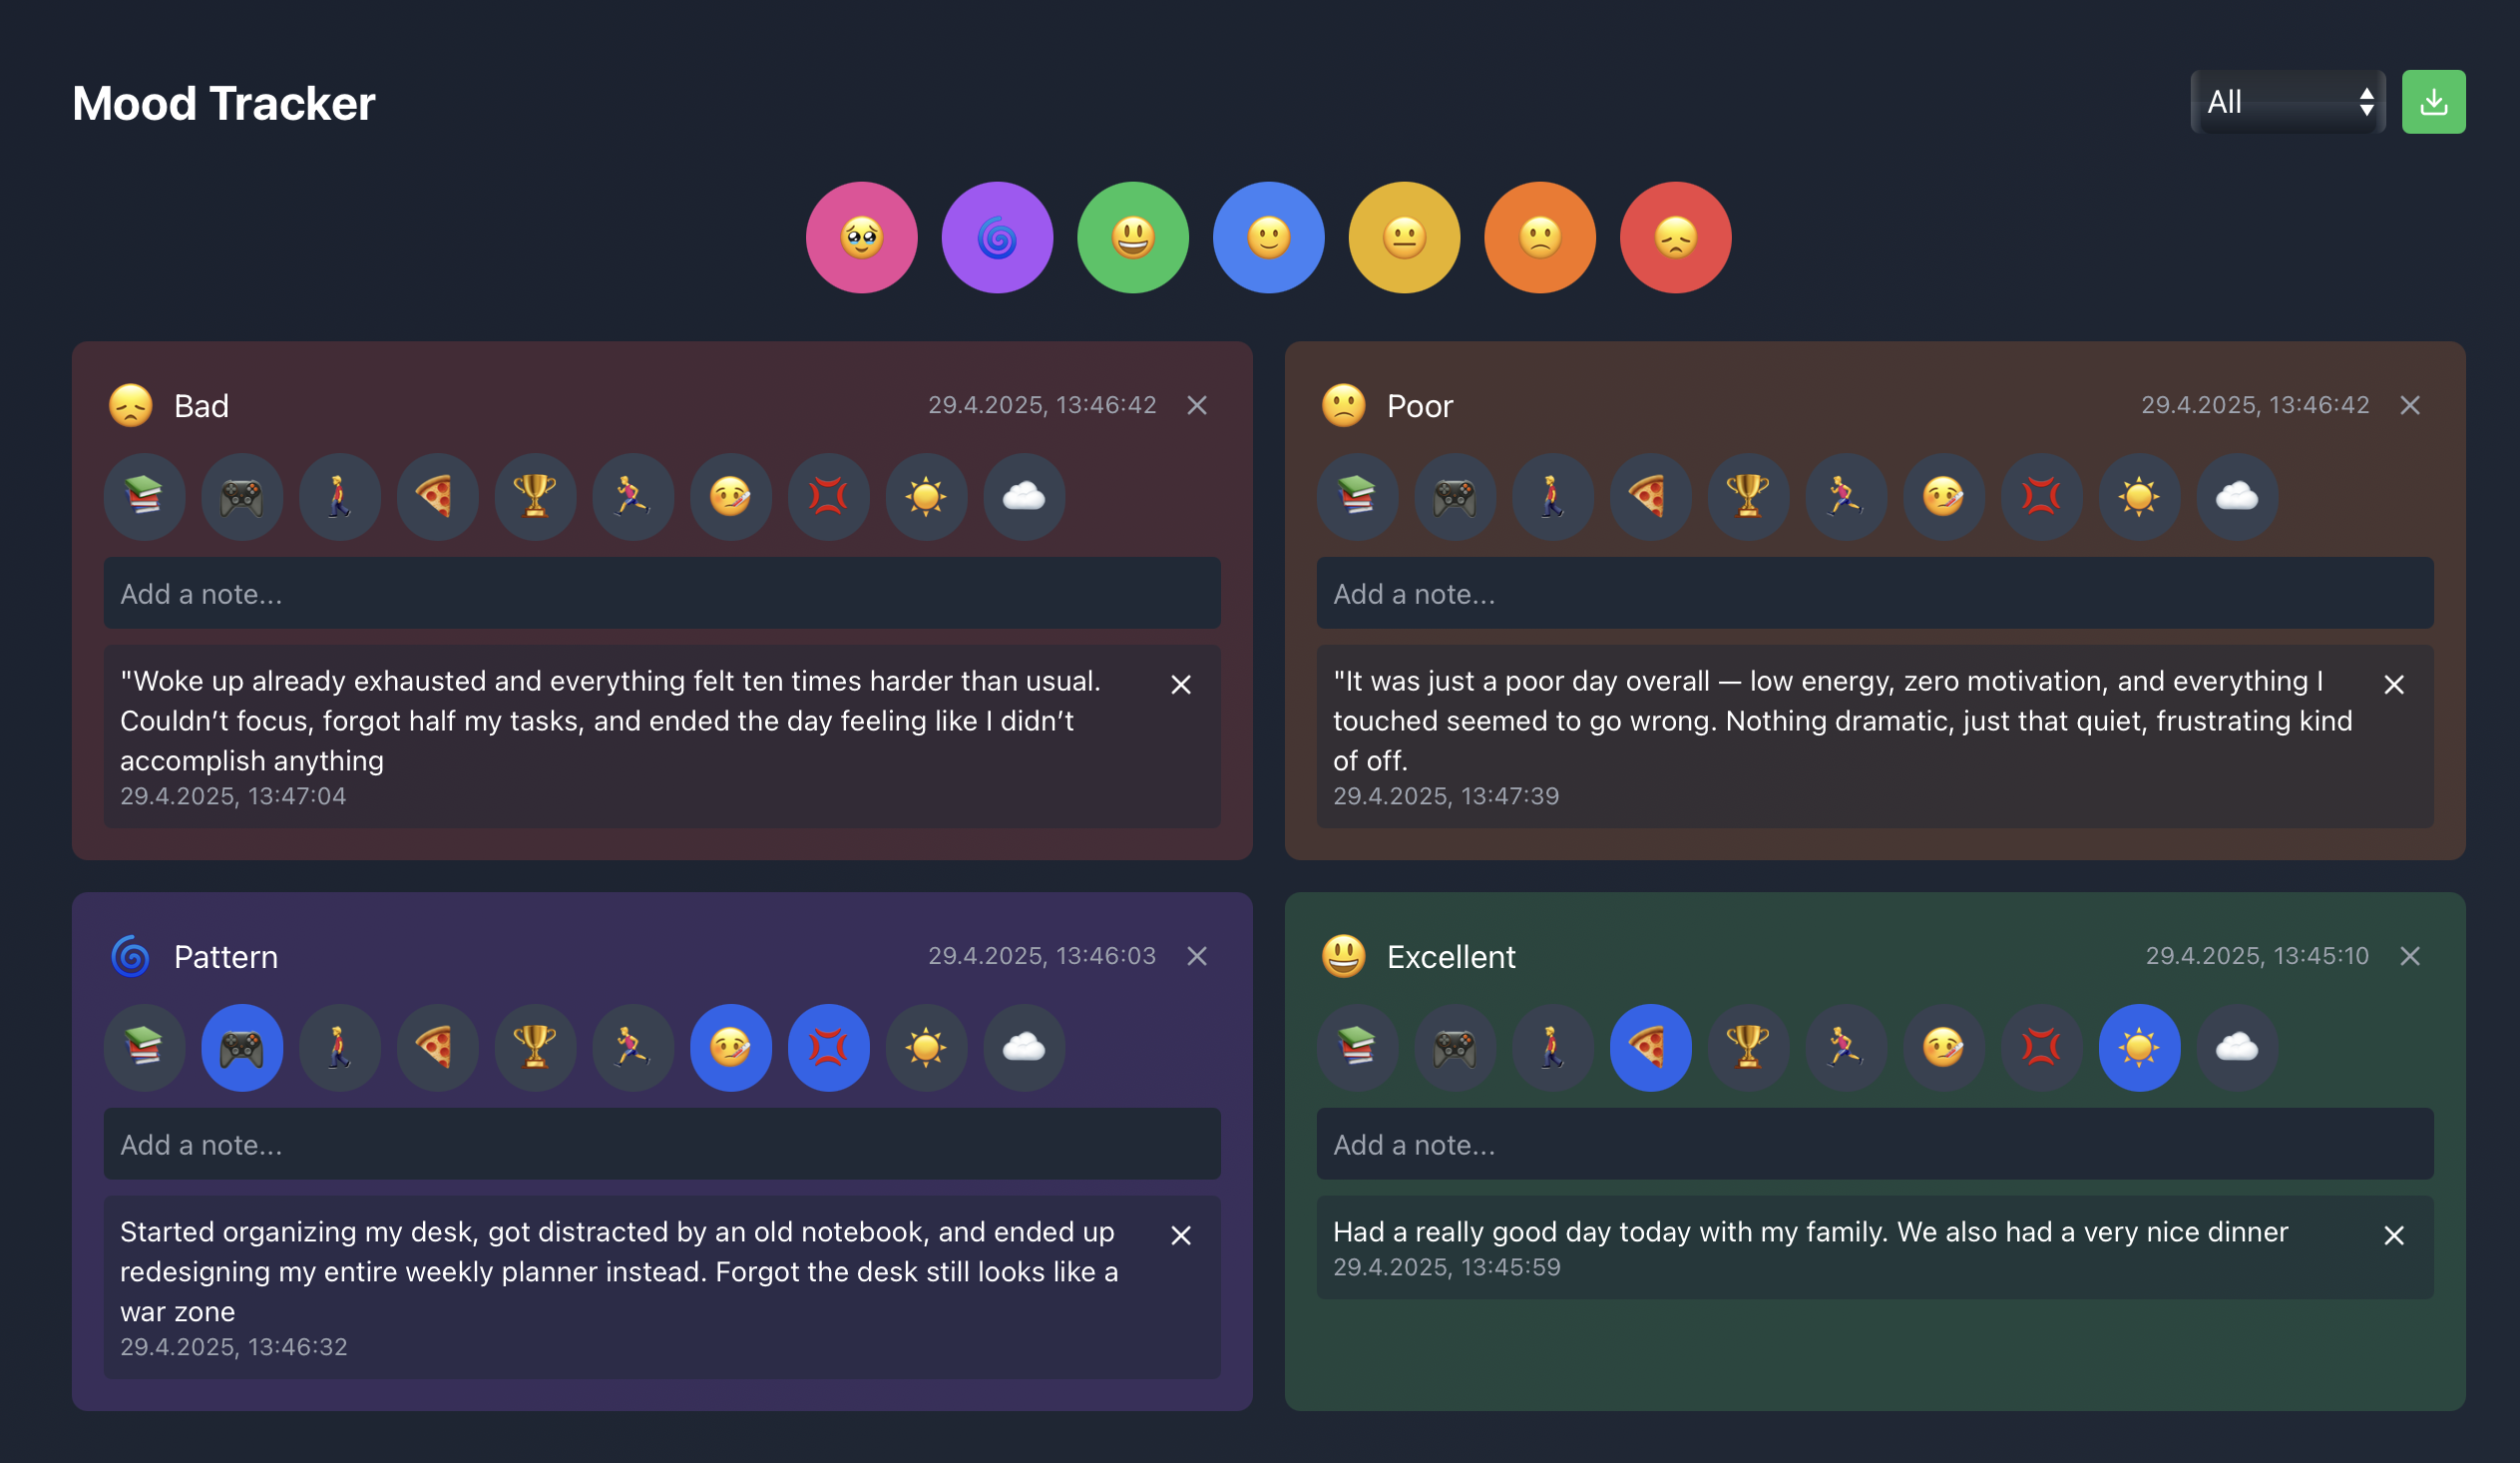 Mood Tracker
All
Bad
29.4.2025, 13:46:42
Add a note...
"Woke up already exhausted and everything felt ten times harder than usual.
Couldn’t focus, forgot half my tasks, and ended the day feeling like I didn’t
accomplish anything
29.4.2025, 13:47:04
Poor
29.4.2025, 13:46:42
Add a note...
"It was just a poor day overall — low energy, zero motivation, and everything I
touched seemed to go wrong. Nothing dramatic, just that quiet, frustrating kind
of off.
29.4.2025, 13:47:39
Pattern
29.4.2025, 13:46:03
Add a note...
Started organizing my desk, got distracted by an old notebook, and ended up
redesigning my entire weekly planner instead. Forgot the desk still looks like a
war zone
29.4.2025, 13:46:32
Excellent
29.4.2025, 13:45:10
Add a note...
Had a really good day today with my family. We also had a very nice dinner
29.4.2025, 13:45:59